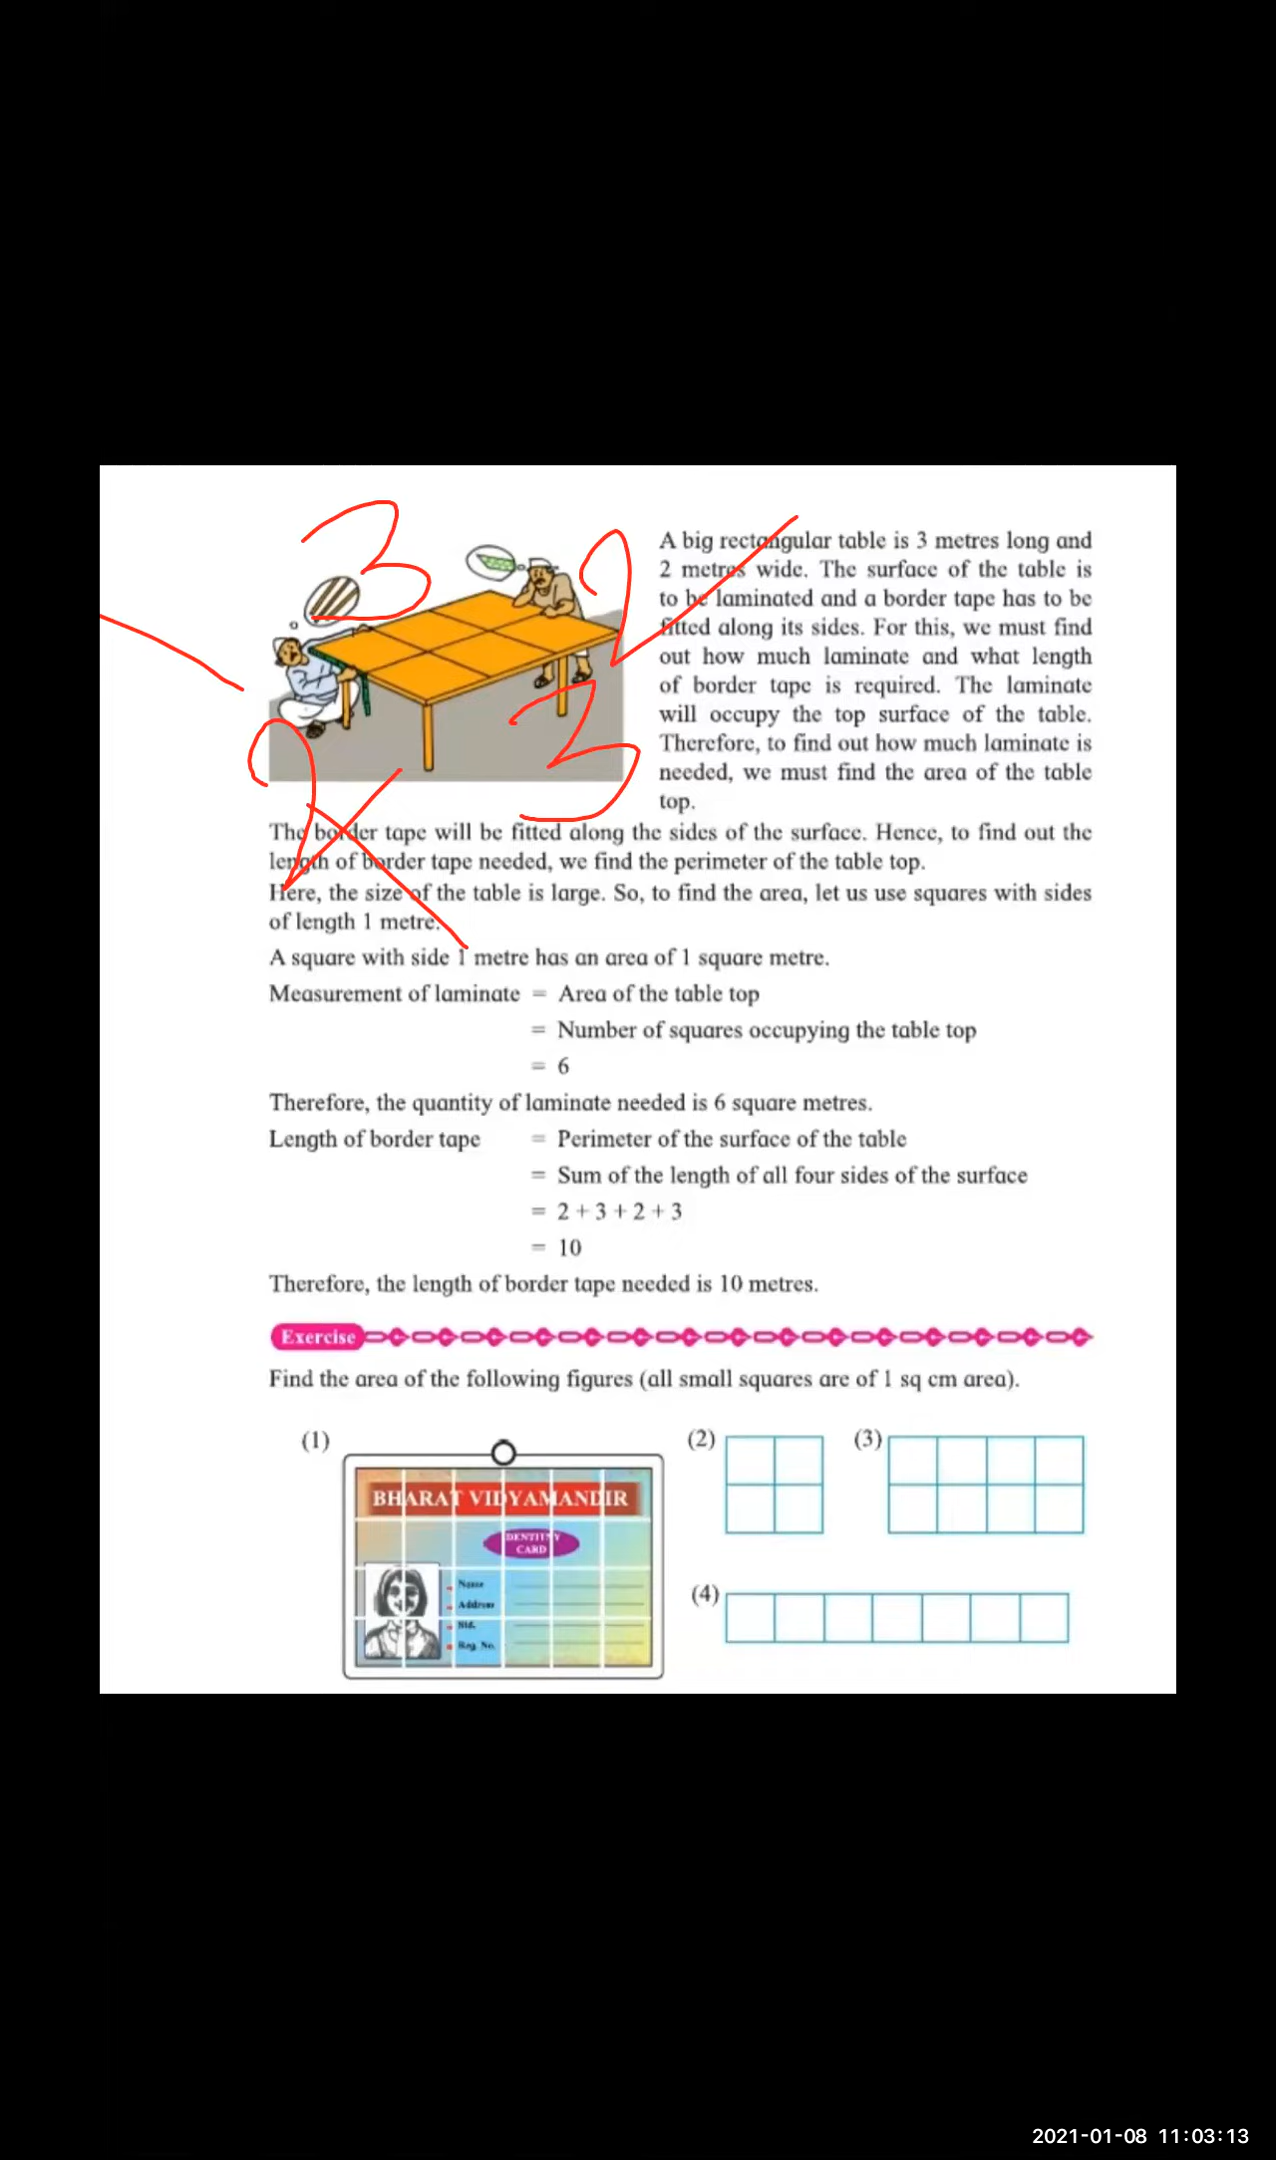 3
2
A big rectangular table is 3 metres long and
2 metres wide. The surface of the table is
to be laminated and a border tape has to be
fitted along its sides. For this, we must find
out how much laminate and what length
of border tape is required. The laminate
will occupy the top surface of the table.
Therefore, to find out how much laminate is
needed, we must find the area of the table
top.
2
3
The border tape will be fitted along the sides of the surface. Hence, to find out the
length of border tape needed, we find the perimeter of the table top.
Here, the size of the table is large. So, to find the area, let us use squares with sides
of length 1 metre.
A square with side 1 metre has an area of 1 square metre.
Measurement of laminate = Area of the table top
= Number of squares occupying the table top
= 6
Therefore, the quantity of laminate needed is 6 square metres.
Length of border tape = Perimeter of the surface of the table
= Sum of the length of all four sides of the surface
= 2 + 3 + 2 + 3
= 10
Therefore, the length of border tape needed is 10 metres.
Exercise
Find the area of the following figures (all small squares are of 1 sq cm area).
(1)
(2)
(3)
BHARAT VIDYAMANDIR
IDENTITY
CARD
Name
Address
Std.
Reg. No.
(4)
2021-01-08 11:03:13